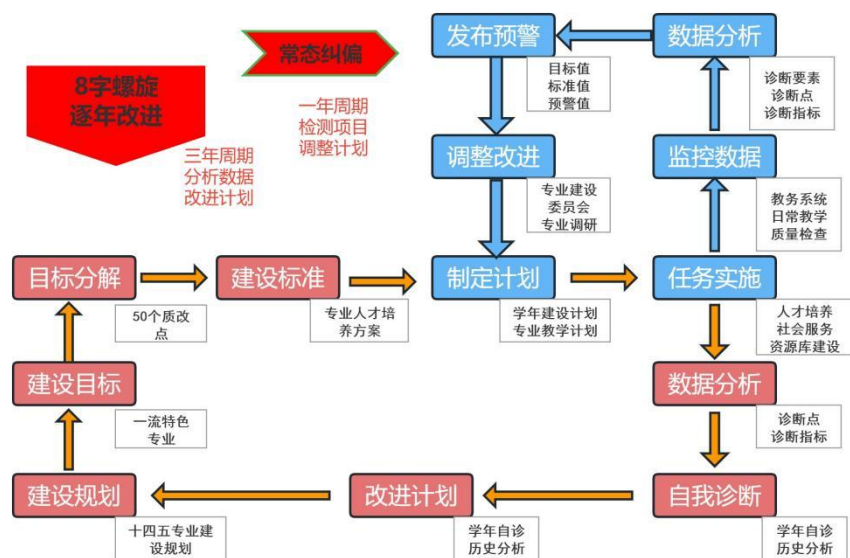 8字螺旋
逐年改进
三年周期
分析数据
改进计划
常态纠偏
一年周期
检测项目
调整计划
发布预警
目标值
标准值
预警值
数据分析
诊断要素
诊断点
诊断指标
调整改进
专业建设
委员会
专业调研
监控数据
教务系统
日常教学
质量检查
目标分解
50个质改
点
建设标准
专业人才培
养方案
制定计划
学年建设计划
专业教学计划
任务实施
人才培养
社会服务
资源库建设
建设目标
一流特色
专业
数据分析
诊断点
诊断指标
建设规划
十四五专业建
设规划
改进计划
学年自诊
历史分析
自我诊断
学年自诊
历史分析